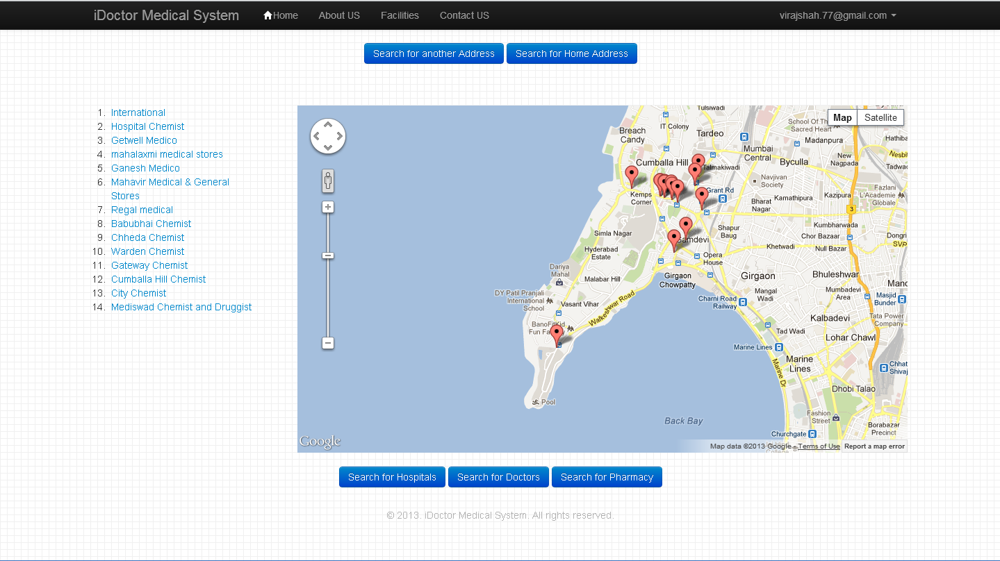 iDoctor Medical System Home About US Facilities Contact US virajshah.77@gmail.com
Search for another Address Search for Home Address
1. International
2. Hospital Chemist
3. Getwell Medico
4. mahalaxmi medical stores
5. Ganesh Medico
6. Mahavir Medical & General
Stores
7. Regal medical
8. Babubhai Chemist
9. Chheda Chemist
10. Warden Chemist
11. Gateway Chemist
12. Cumballa Hill Chemist
13. City Chemist
14. Mediswad Chemist and Druggist
Map Satellite
Tulsiwadi
IT Colony
Breach
Candy
Tardeo
School Of The
Sacred Heart
Madanpura
Hathiba
Mumbai
Central
Byculla
New
Nagpada
Nesbit
Tadwac
Cumballa Hill
Talmakiwadi
Navjivan
Society
Fazlani
L'Academie
Globale
Kemps
Corner
Grant Rd
Bharat
Nagar
Kamathipura
Kazipura
3
Simla Nagar
Gamdevi
Shapur
Baug
Kumbharwada
Chor Bazaar
Dongri
SVP
Khetwadi
Null Bazar
Hyderabad
Estate
Opera
House
Dariya
Mahal
Malabar Hill
Girgaon
Chowpatty
Girgaon
Bhuleshwar
Mand
DY Patil Pranjali
International
School
Vasant Vihar
Walkeshwar Road
Charni Road
Railway
Mangal
Wadi
Mumbadevi
Area
Masjid
Bunder
Kalbadevi
Tata Power
Company
BanoFitKid
Fun Fa
Tad Wadi
Lohar Chawl
Marine Lines
Marine
Lines
Marine Dr
Chhat
Shivaj
Dhobi Talao
Pool
Back Bay
Fashion
Street
Borabazar
Precinct
Churchgate
Google
Map data ©2013 Google - Terms of Use Report a map error
Search for Hospitals Search for Doctors Search for Pharmacy
© 2013. iDoctor Medical System. All rights reserved.